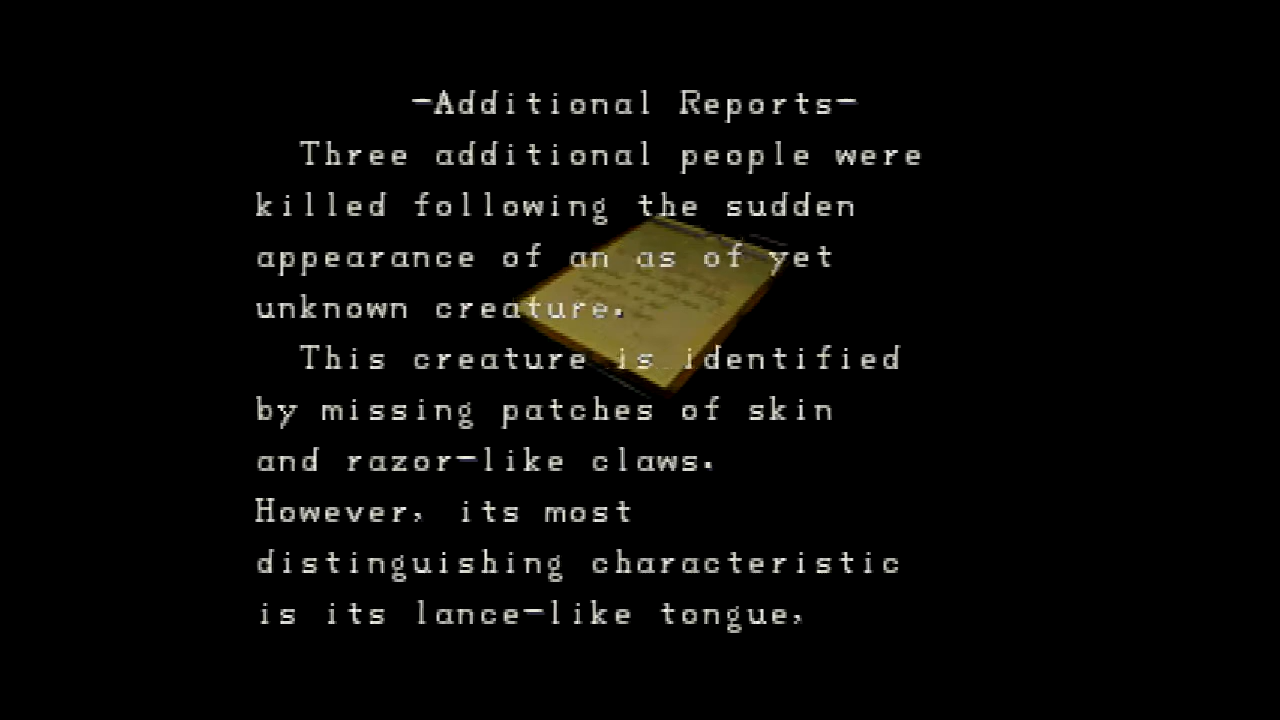 -Additional Reports-
Three additional people were
killed following the sudden
appearance of an as of yet
unknown creature.
This creature is identified
by missing patches of skin
and razor-like claws.
However, its most
distinguishing characteristic
is its lance-like tongue,